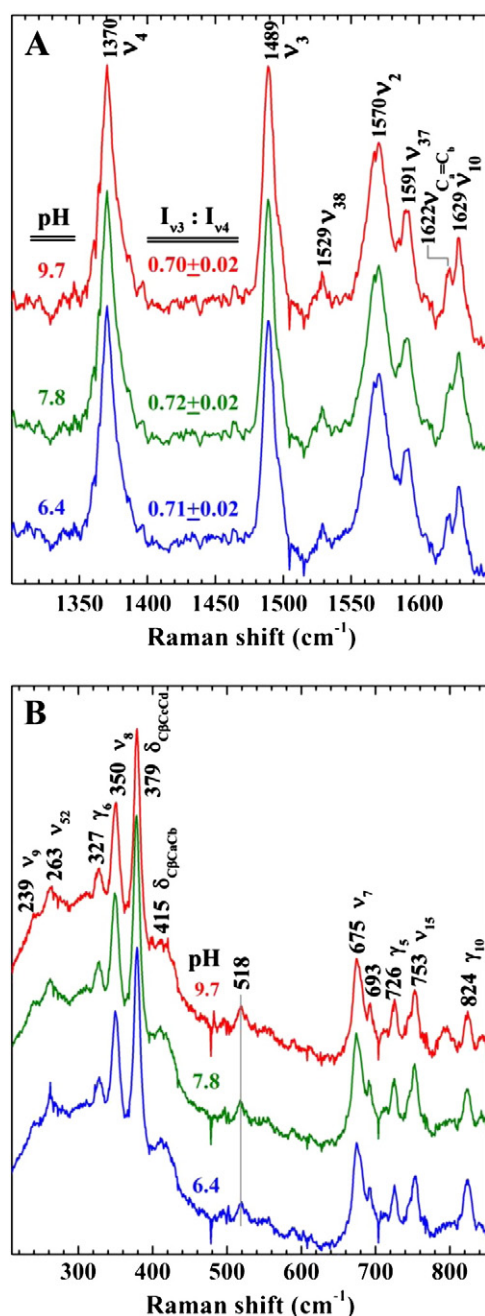 A
1370 ν4
1489 ν3
1570 ν2
1591 ν37
1622 νCa=Cb
1629 ν10
1529 ν38
pH
Iν3 : Iν4
9.7
0.70±0.02
7.8
0.72±0.02
6.4
0.71±0.02
1350 1400 1450 1500 1550 1600
Raman shift (cm-1)
B
239 ν9
263 ν52
327 γ6
350 ν8
379 δCβCcCd
415 δCβCaCb
pH
9.7
518
675 ν7
693
726 γ5
753 ν15
824 γ10
7.8
6.4
300 400 500 600 700 800
Raman shift (cm-1)